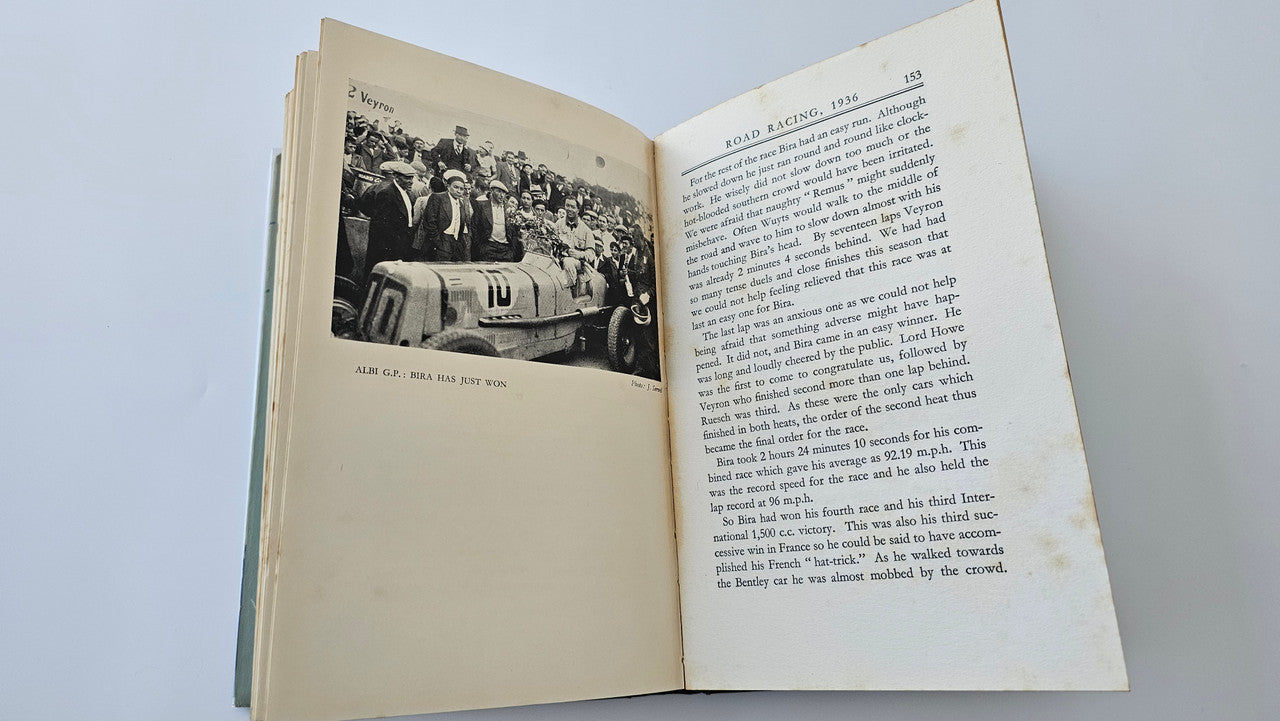 2 Veyron
10
10
ALBI G.P.: BIRA HAS JUST WON
Photo: J.
153
ROAD RACING, 1936
For the rest of the race Bira had an easy run. Although
he slowed down he just ran round and round like clock-
work. He wisely did not slow down too much or the
hot-blooded southern crowd would have been irritated.
We were afraid that naughty "Remus" might suddenly
misbehave. Often Wuyts would walk to the middle of
the road and wave to him to slow down almost with his
hands touching Bira's head. By seventeen laps Veyron
was already 2 minutes 4 seconds behind. We had had
so many tense duels and close finishes this season that
we could not help feeling relieved that this race was at
last an easy one for Bira.
The last lap was an anxious one as we could not help
being afraid that something adverse might have hap-
pened. It did not, and Bira came in an easy winner. He
was long and loudly cheered by the public. Lord Howe
was the first to come to congratulate us, followed by
Veyron who finished second more than one lap behind.
Ruesch was third. As these were the only cars which
finished in both heats, the order of the second heat thus
became the final order for the race.
Bira took 2 hours 24 minutes 10 seconds for his com-
bined race which gave his average as 92.19 m.p.h. This
was the record speed for the race and he also held the
lap record at 96 m.p.h.
So Bira had won his fourth race and his third Inter-
national 1,500 c.c. victory. This was also his third suc-
cessive win in France so he could be said to have accom-
plished his French "hat-trick." As he walked towards
the Bentley car he was almost mobbed by the crowd.